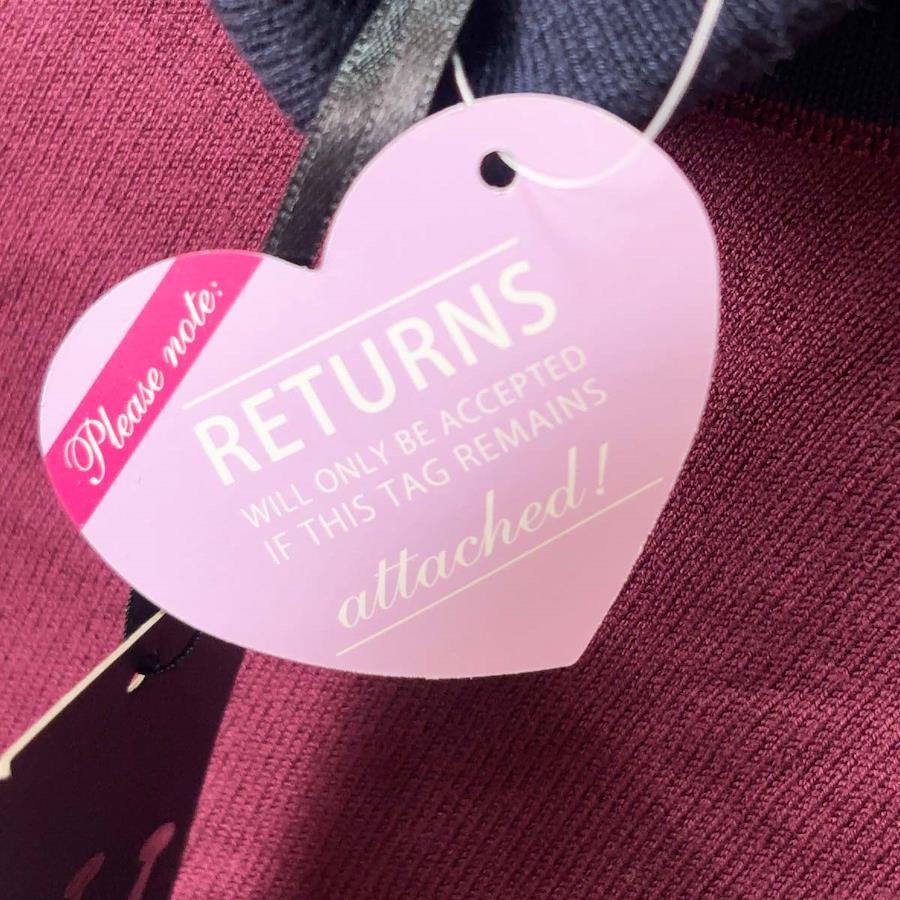 Please note:
RETURNS
WILL ONLY BE ACCEPTED
IF THIS TAG REMAINS
attached!